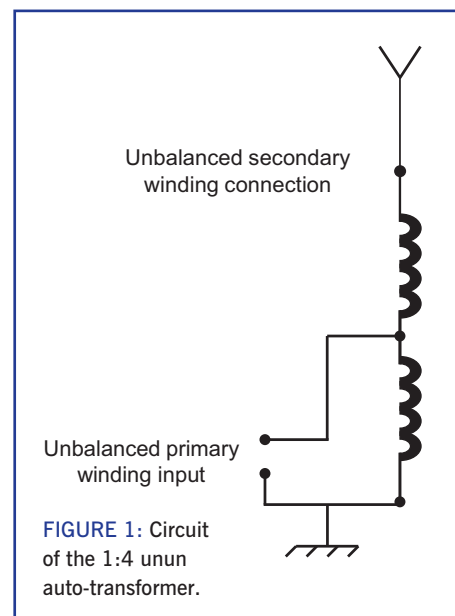 Unbalanced secondary
winding connection
Unbalanced primary
winding input
FIGURE 1: Circuit
of the 1:4 unun
auto-transformer.